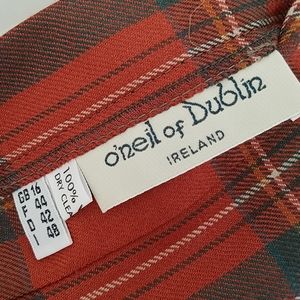 o'neil of Dublin
IRELAND
100%
DRY CLEA
GB 16
F 44
D 42
I 48